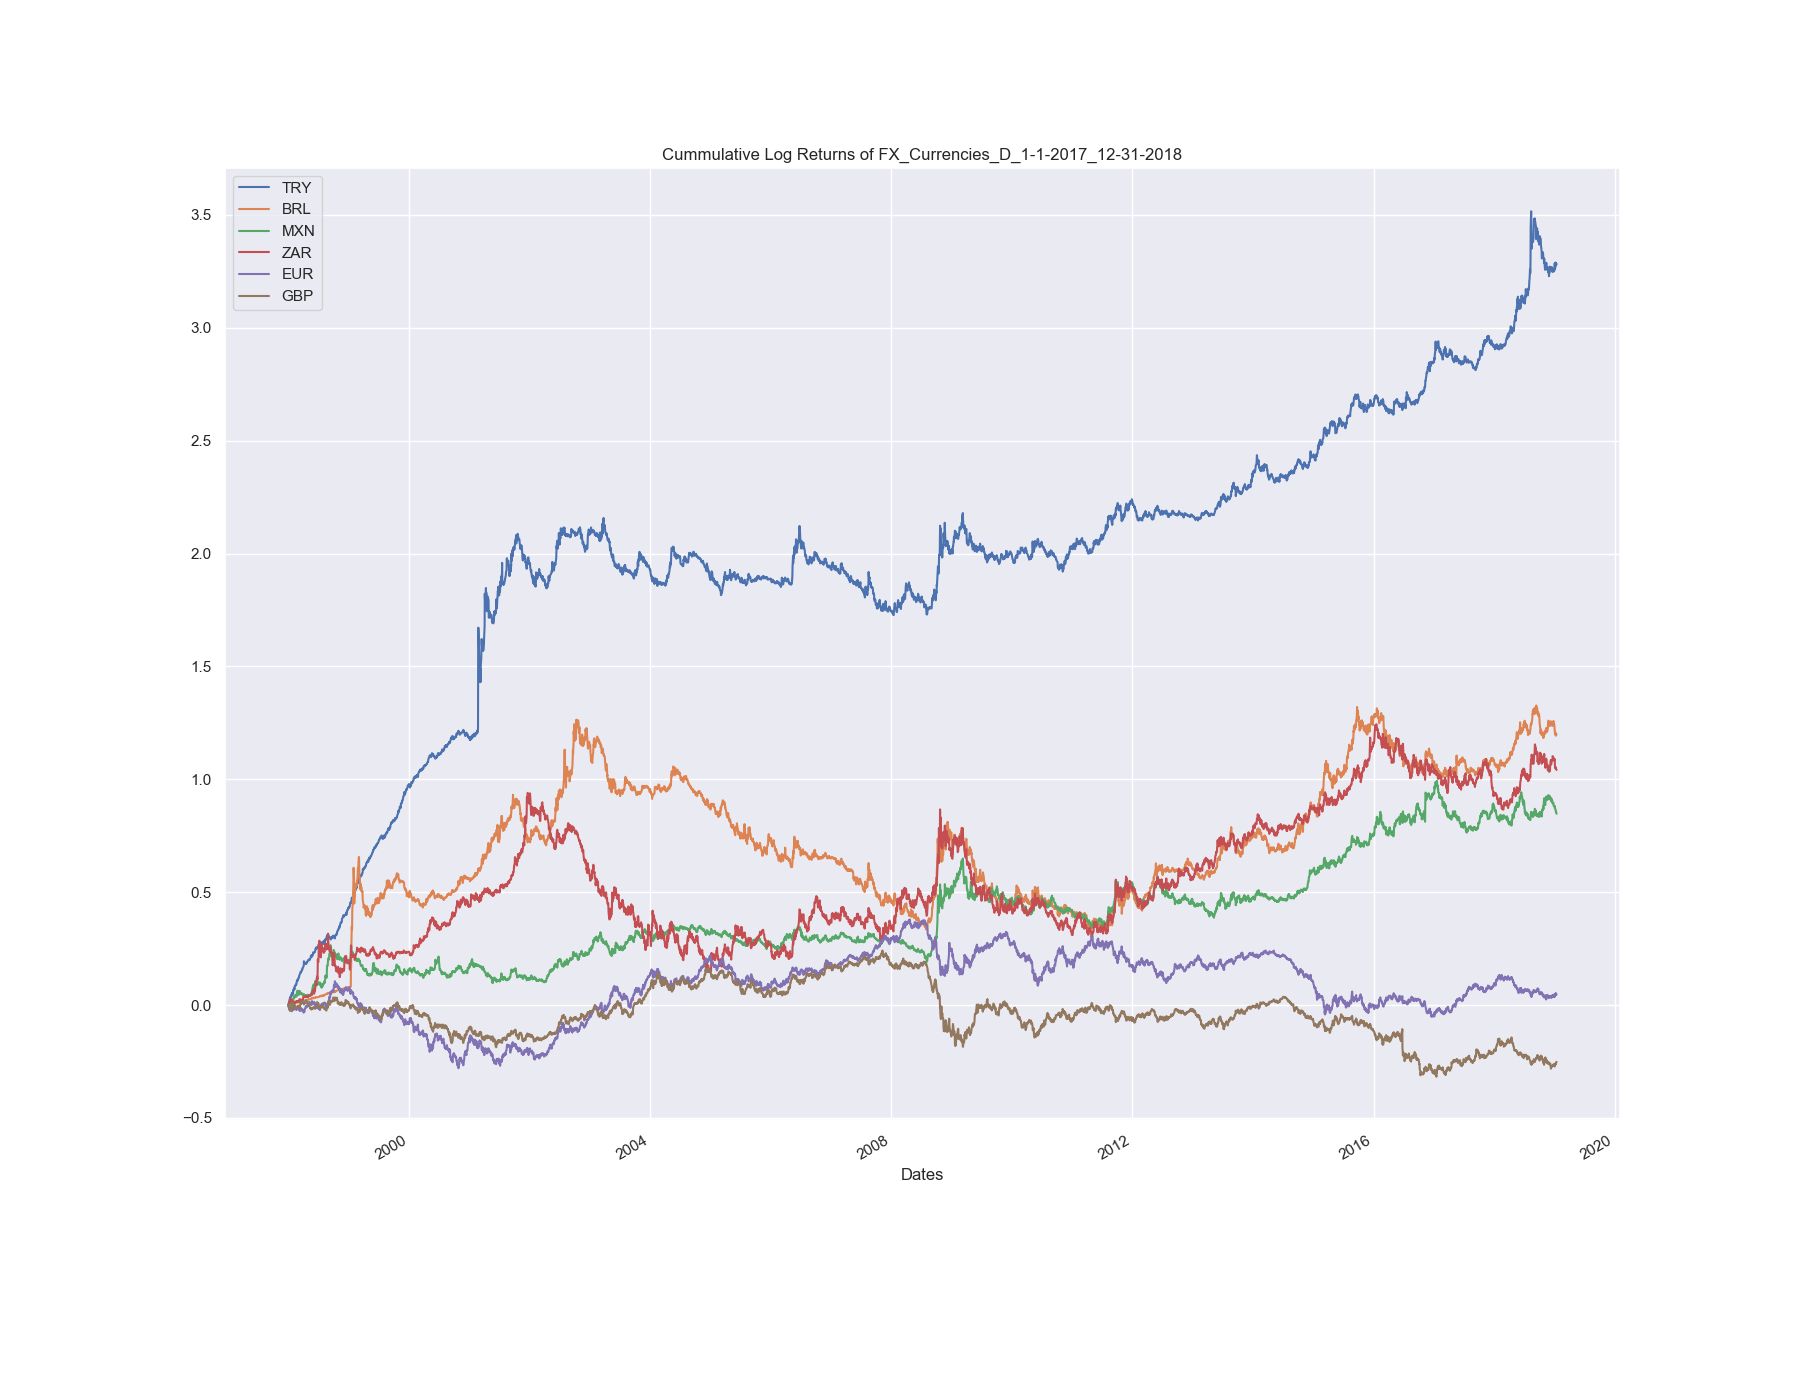 Cummulative Log Returns of FX_Currencies_D_1-1-2017_12-31-2018
TRY
BRL
MXN
ZAR
EUR
GBP
3.5
3.0
2.5
2.0
1.5
1.0
0.5
0.0
−0.5
2000
2004
2008
2012
2016
2020
Dates